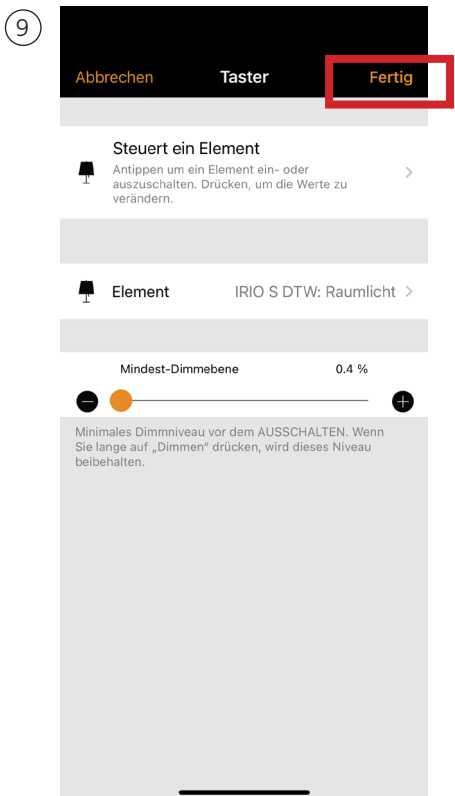 9
Abbrechen Taster Fertig
Steuert ein Element
Antippen um ein Element ein- oder
auszuschalten. Drücken, um die Werte zu
verändern.
Element IRIO S DTW: Raumlicht
Mindest-Dimmebene 0.4 %
Minimales Dimmniveau vor dem AUSSCHALTEN. Wenn
Sie lange auf „Dimmen“ drücken, wird dieses Niveau
beibehalten.